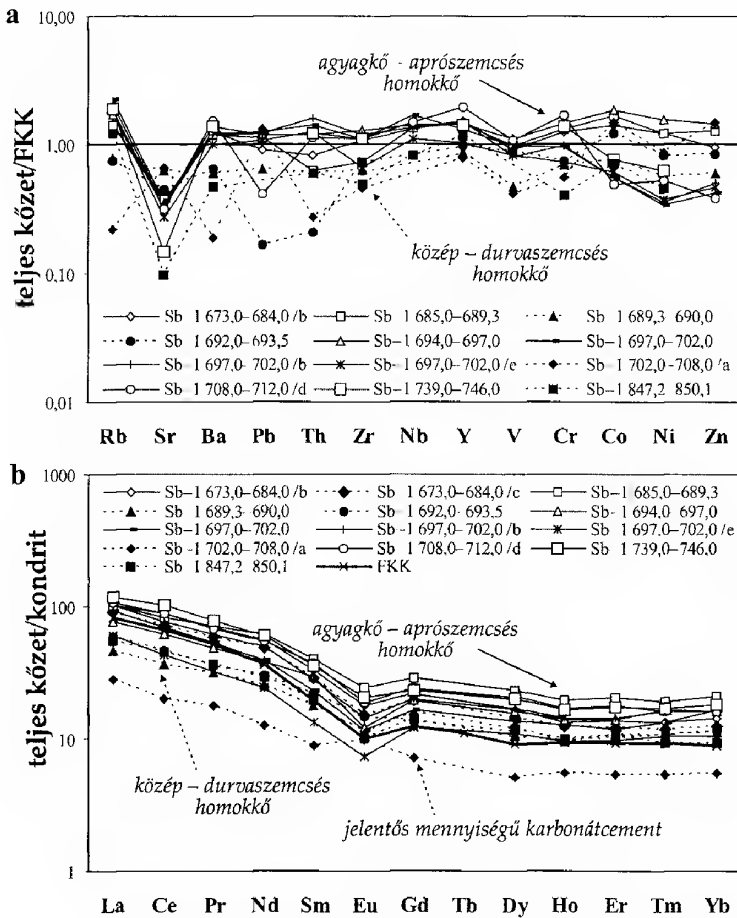 a
10,00
1.00
0,10
0,01
teljes kőzet/FKK
agyagkő - aprószemcsés
homokkő
közép – durvaszemcsés
homokkő
Sb 1 673,0–684,0 /b
Sb 1 685,0–689,3
Sb 1 689,3 690,0
Sb 1 692,0–693,5
Sb–1 694,0–697,0
Sb–1 697,0–702,0
Sb–1 697,0–702,0 /b
Sb–1 697,0–702,0 /e
Sb–1 702,0–708,0 /a
Sb 1 708,0–712,0 /d
Sb–1 739,0–746,0
Sb–1 847,2 850,1
Rb Sr Ba Pb Th Zr Nb Y V Cr Co Ni Zn
b
1000
100
10
1
teljes kőzet/kondrit
Sb–1 673,0–684,0 /b
Sb 1 673,0–684,0 /c
Sb–1 685,0–689,3
Sb 1 689,3 690,0
Sb 1 692,0–693,5
Sb–1 694,0 697,0
Sb–1 697,0–702,0
Sb–1 697,0–702,0 /b
Sb 1 697,0–702,0 /e
Sb–1 702,0–708,0 /a
Sb 1 708,0–712,0 /d
Sb 1 739,0–746,0
Sb 1 847,2 850,1
FKK
agyagkő – aprószemcsés
homokkő
közép – durvaszemcsés
homokkő
jelentős mennyiségű karbonátcement
La Ce Pr Nd Sm Eu Gd Tb Dy Ho Er Tm Yb